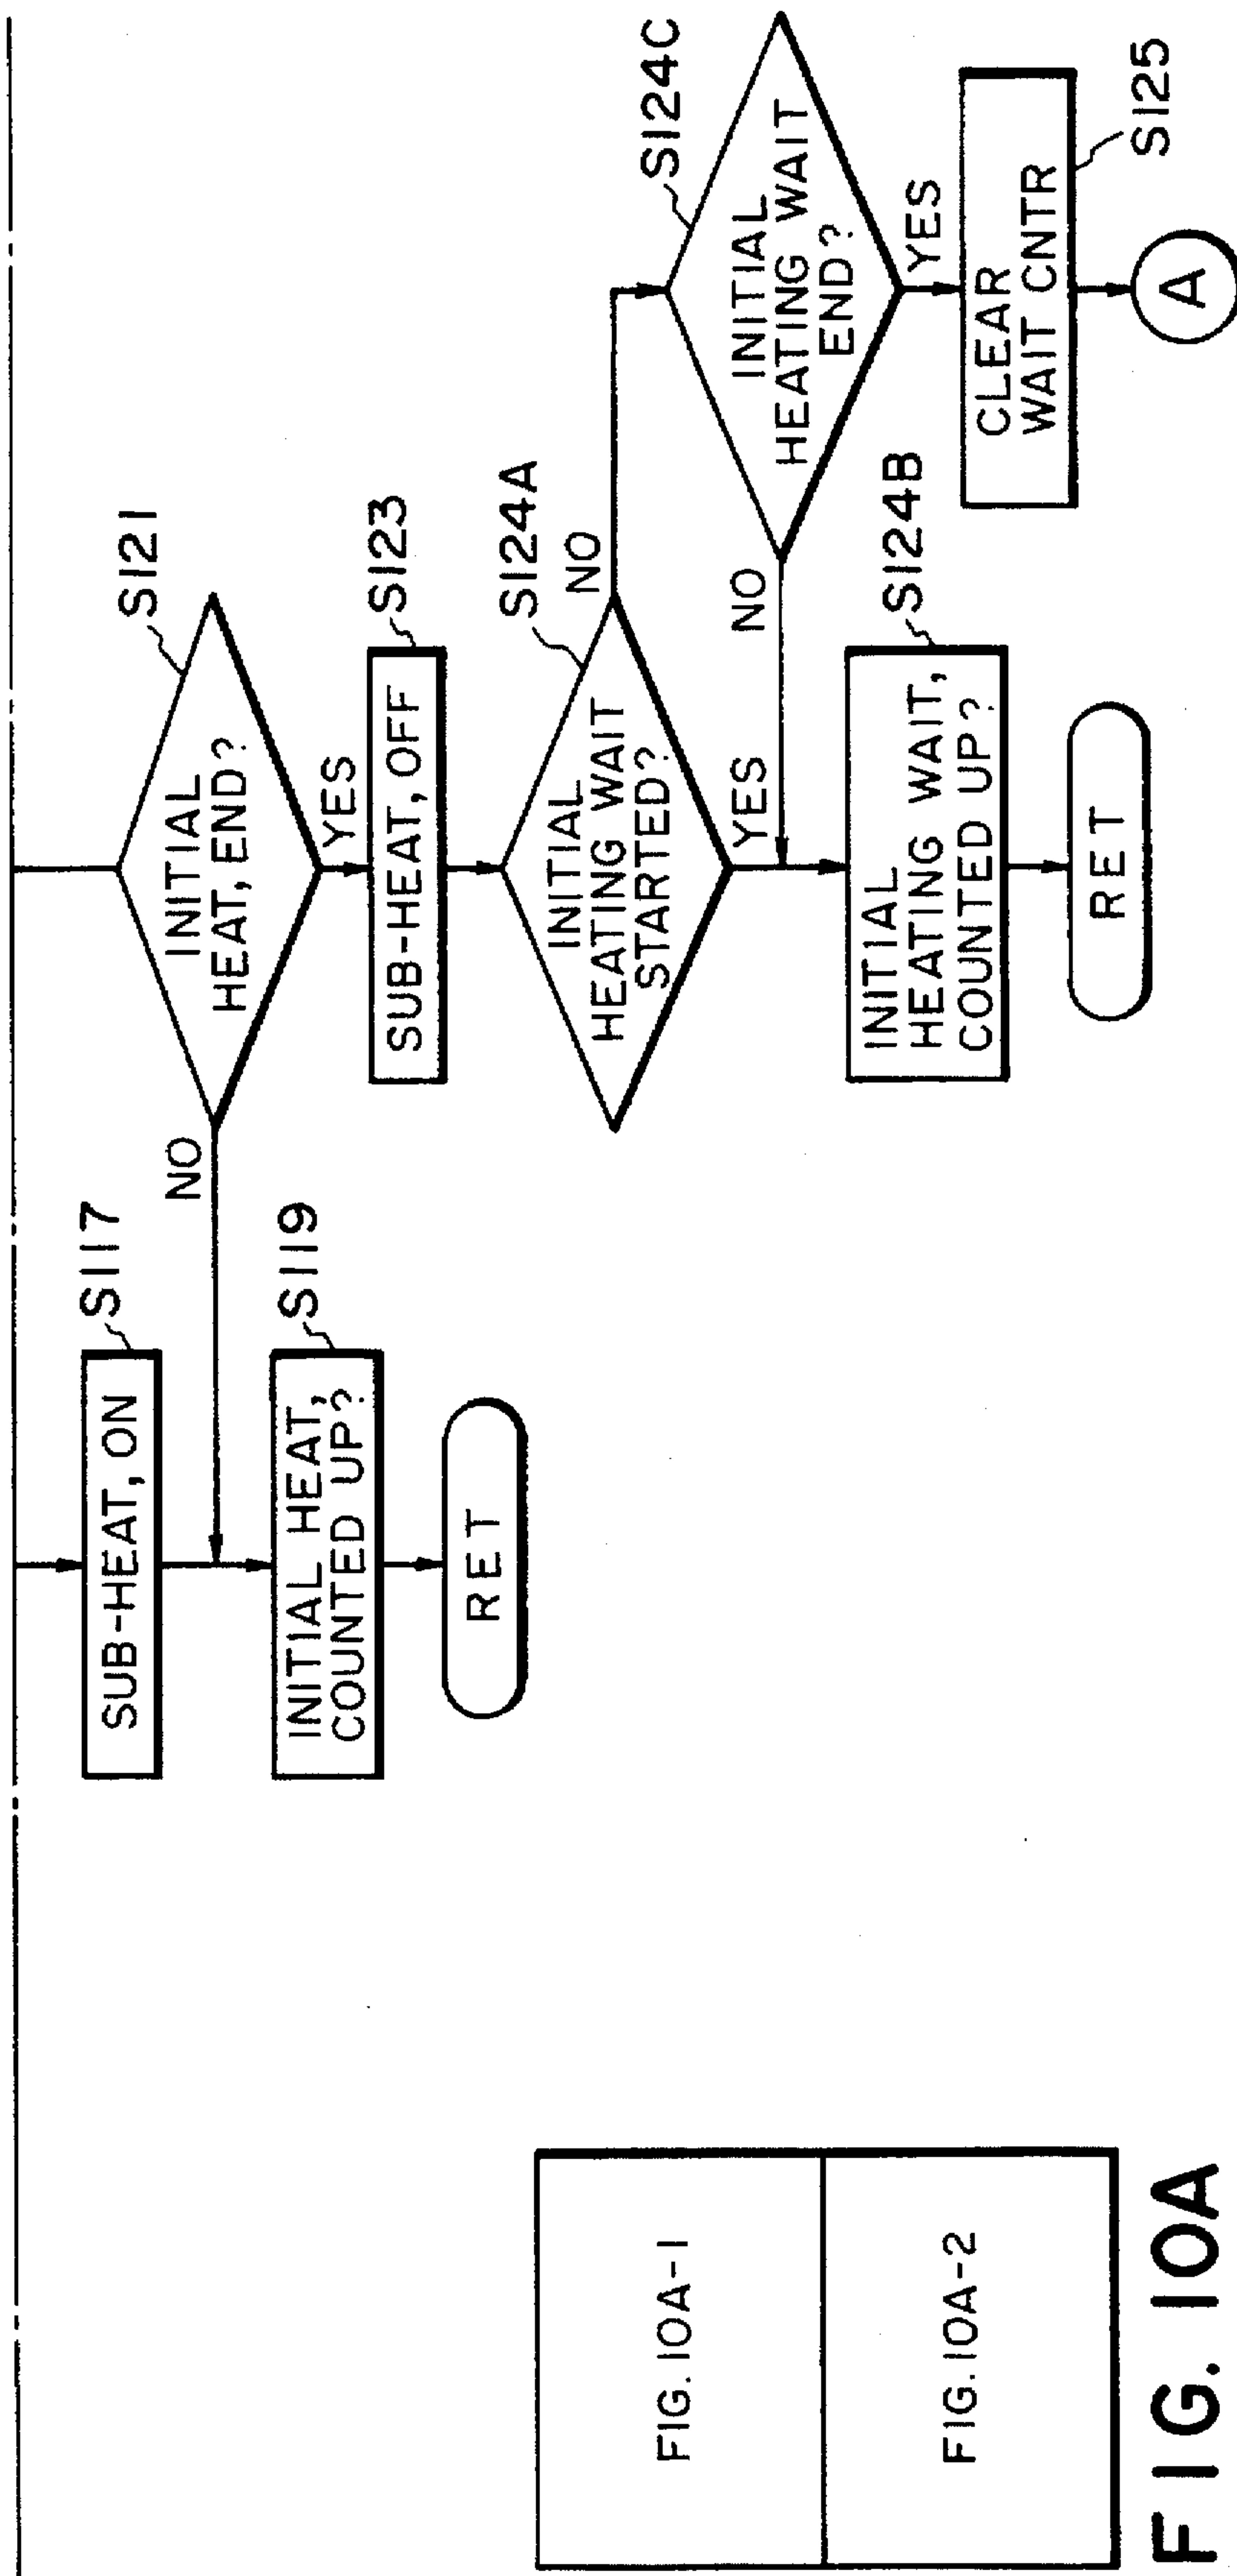 S117
SUB-HEAT, ON
S119
INITIAL HEAT,
COUNTED UP?
RET
S121
INITIAL
HEAT, END?
NO
YES
S123
SUB-HEAT, OFF
S124A
INITIAL
HEATING WAIT
STARTED?
NO
YES
S124C
INITIAL
HEATING WAIT
END?
NO
YES
S124B
INITIAL
HEATING WAIT,
COUNTED UP?
RET
CLEAR
WAIT CNTR
S125
A
FIG. 10A-1
FIG. 10A-2
FIG. 10A